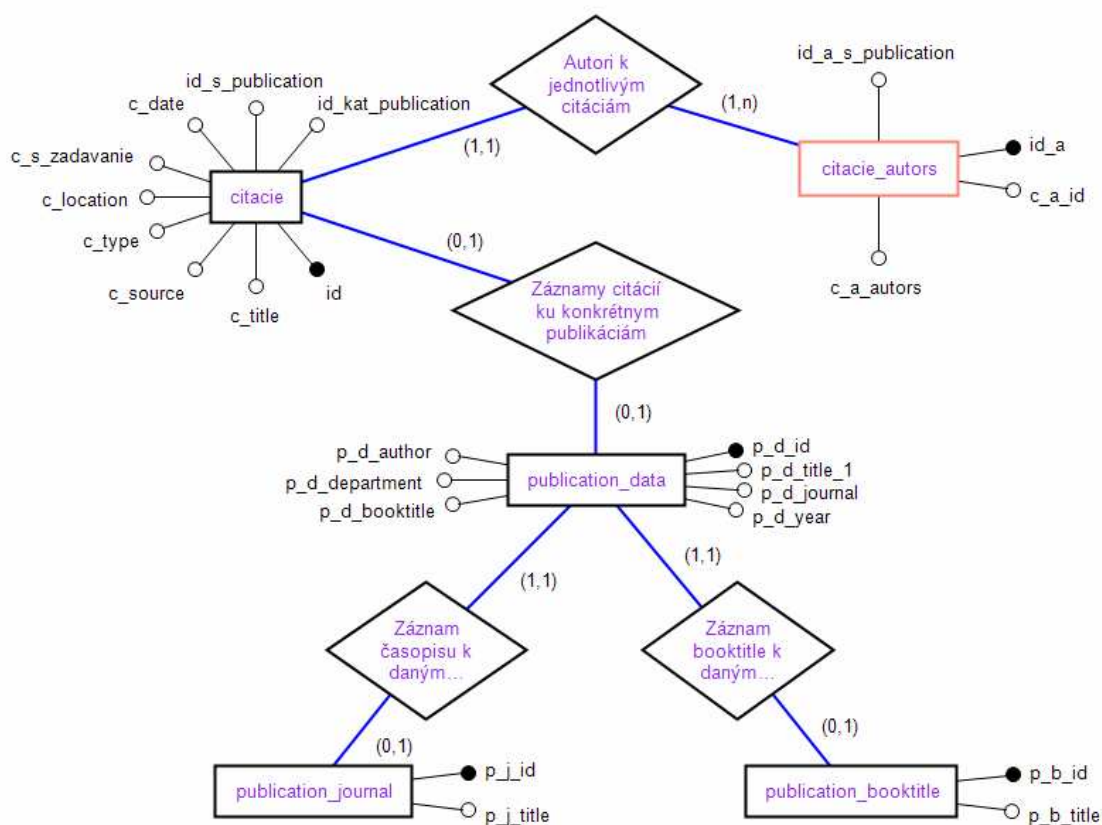 Autori k
jednotlivým
citáciám
id_a_s_publication
id_s_publication
c_date
id_kat_publication
(1,n)
(1,1)
id_a
c_s_zadavanie
citacie
citacie_autors
c_location
c_a_id
c_type
(0,1)
c_source
id
c_title
c_a_autors
Záznamy citácií
ku konkrétnym
publikáciám
(0,1)
p_d_author
p_d_id
p_d_title_1
p_d_department
publication_data
p_d_journal
p_d_booktitle
p_d_year
(1,1)
(1,1)
Záznam
časopisu k
daným...
Záznam
booktitle k
daným...
(0,1)
(0,1)
publication_journal
p_j_id
p_j_title
publication_booktitle
p_b_id
p_b_title